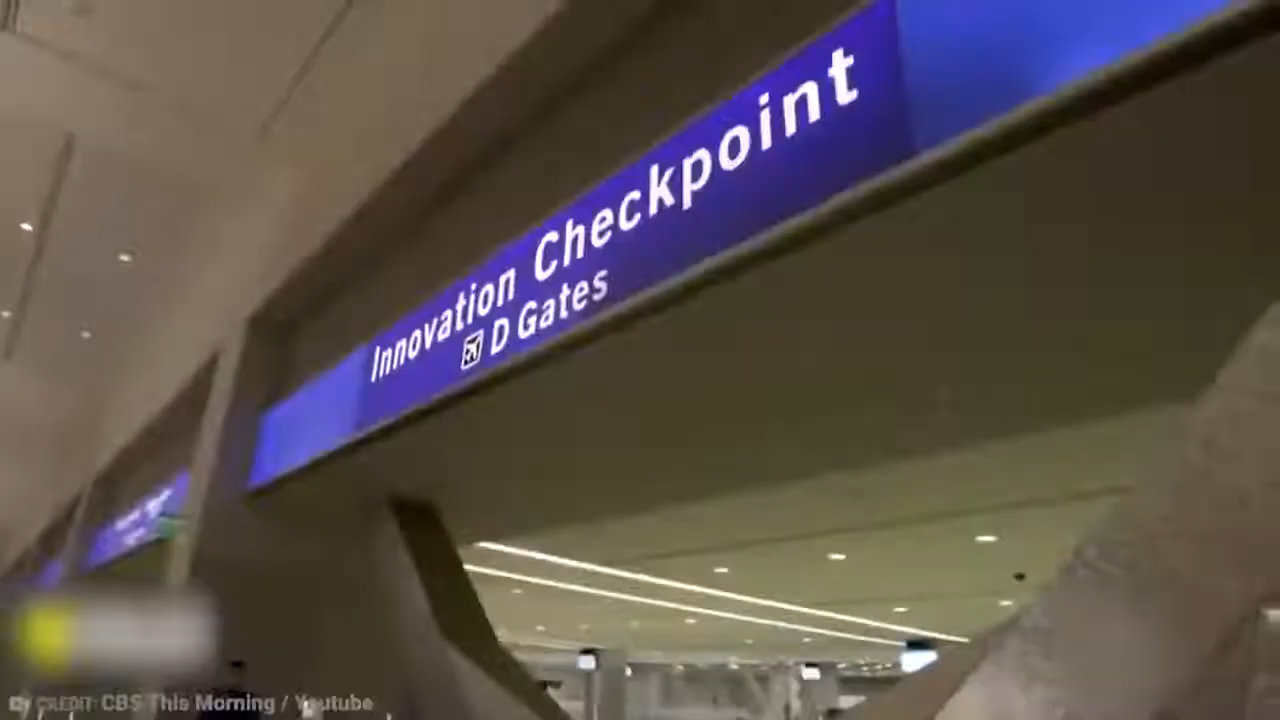 Innovation Checkpoint
D Gates
CREDIT: CBS This Morning / Youtube